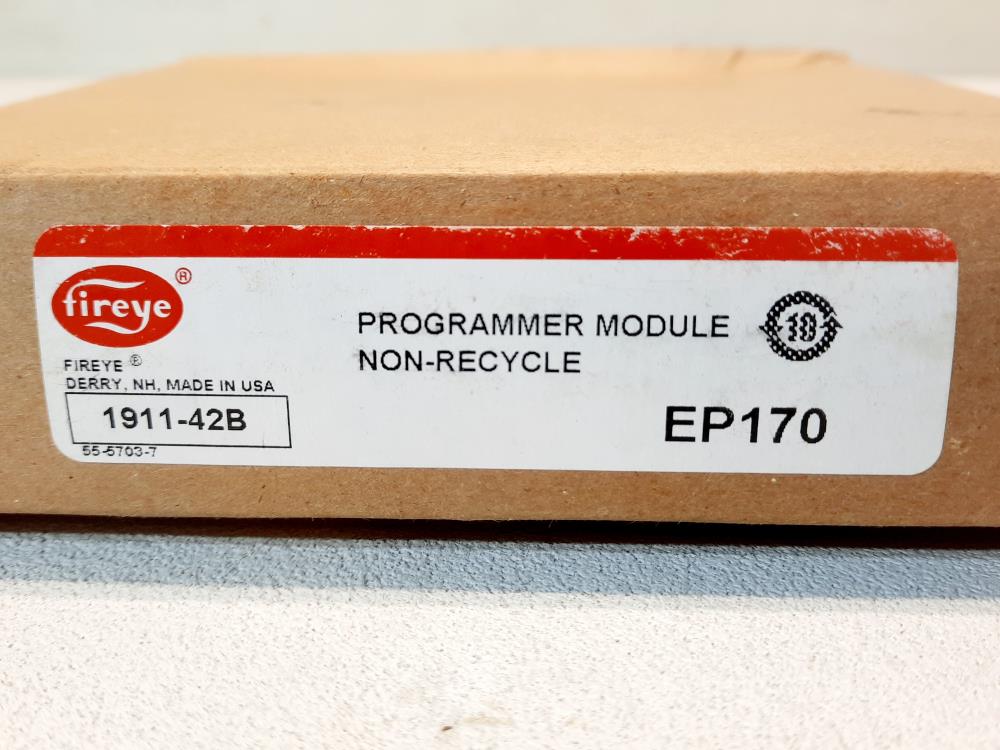 fireye®
FIREYE ®
DERRY, NH, MADE IN USA
1911-42B
55-5703-7
PROGRAMMER MODULE
NON-RECYCLE
10
EP170